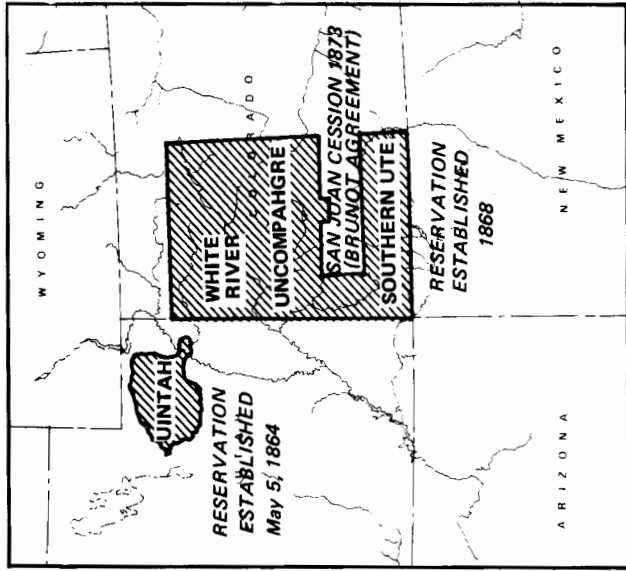 WYOMING
UINTAH
RESERVATION
ESTABLISHED
May 5, 1864
WHITE
RIVER
COLORADO
UNCOMPAHGRE
SAN JUAN CESSION 1873
(BRUNOT AGREEMENT)
SOUTHERN UTE
RESERVATION
ESTABLISHED
1868
ARIZONA
NEW MEXICO